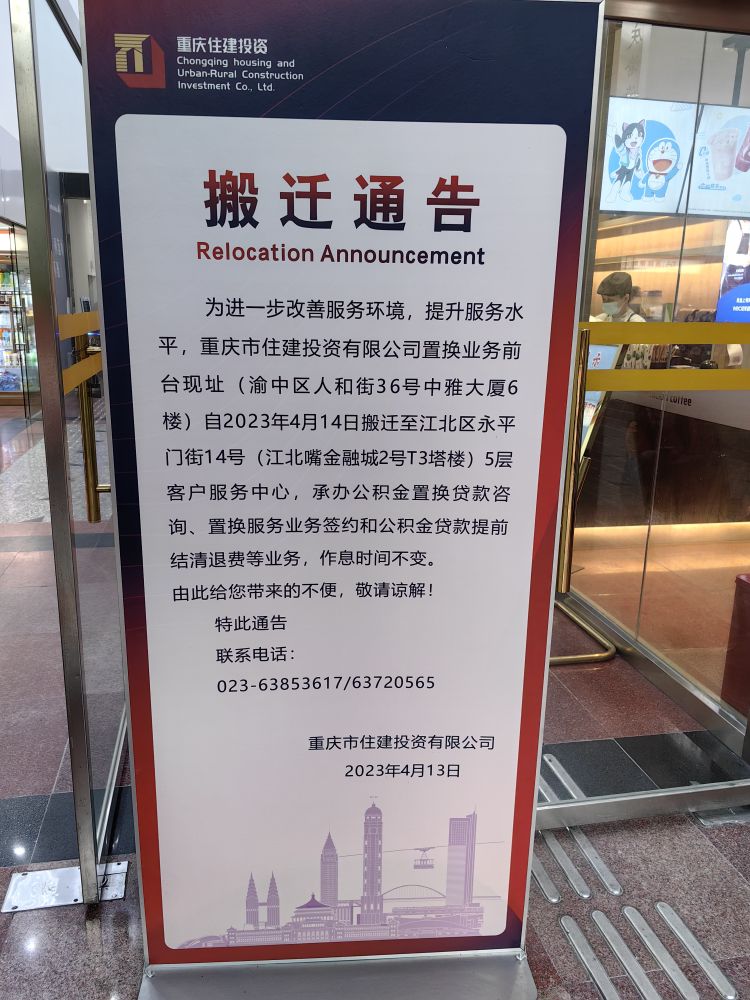 重庆住建投资
Chongqing housing and
Urban-Rural Construction
Investment Co., Ltd.
搬迁通告
Relocation Announcement
为进一步改善服务环境，提升服务水
平，重庆市住建投资有限公司置换业务前
台现址（渝中区人和街36号中雅大厦6
楼）自2023年4月14日搬迁至江北区永平
门街14号（江北嘴金融城2号T3塔楼）5层
客户服务中心，承办公积金置换贷款咨
询、置换服务业务签约和公积金贷款提前
结清退费等业务，作息时间不变。
由此给您带来的不便，敬请谅解！
特此通告
联系电话：
023-63853617/63720565
重庆市住建投资有限公司
2023年4月13日